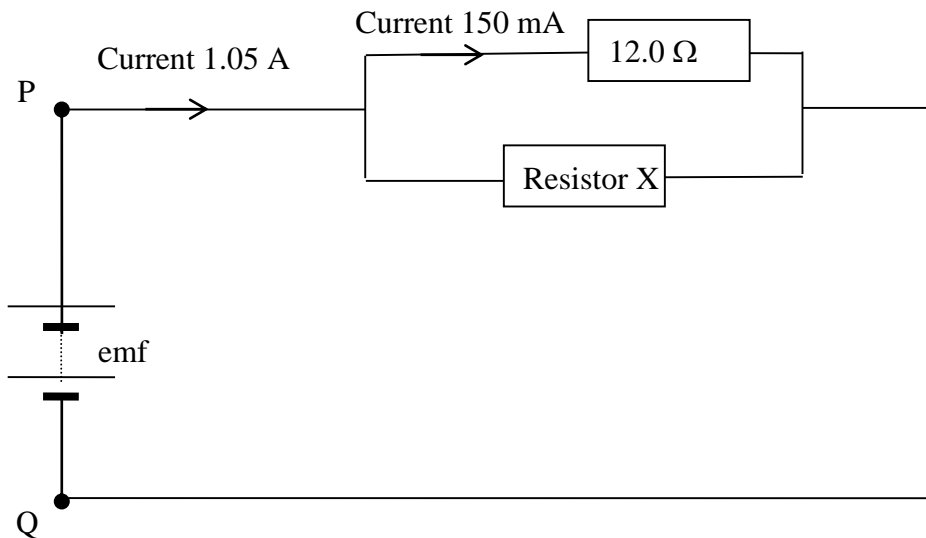 Current 150 mA
12.0 Ω
Current 1.05 A
P
Resistor X
emf
Q